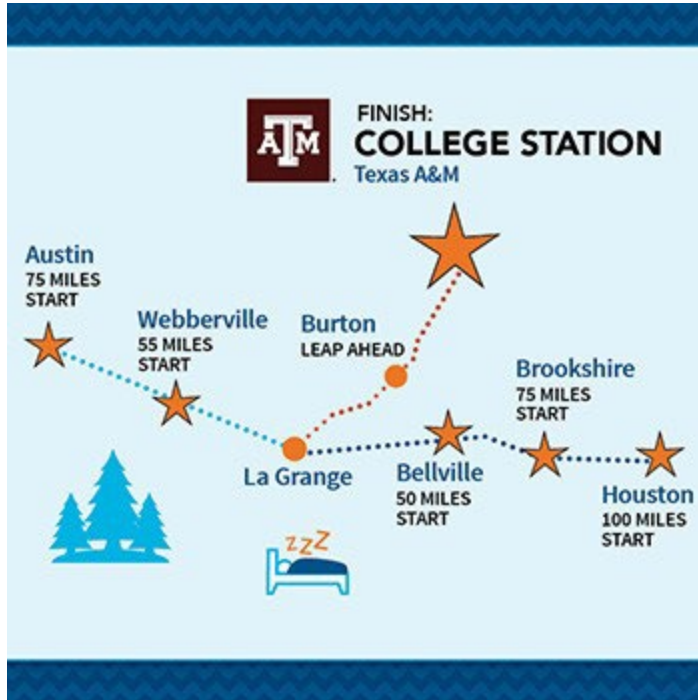 ATM
FINISH:
COLLEGE STATION
Texas A&M
Austin
75 MILES
START
Webberville
55 MILES
START
Burton
LEAP AHEAD
Brookshire
75 MILES
START
La Grange
Bellville
50 MILES
START
Houston
100 MILES
START
zzZ